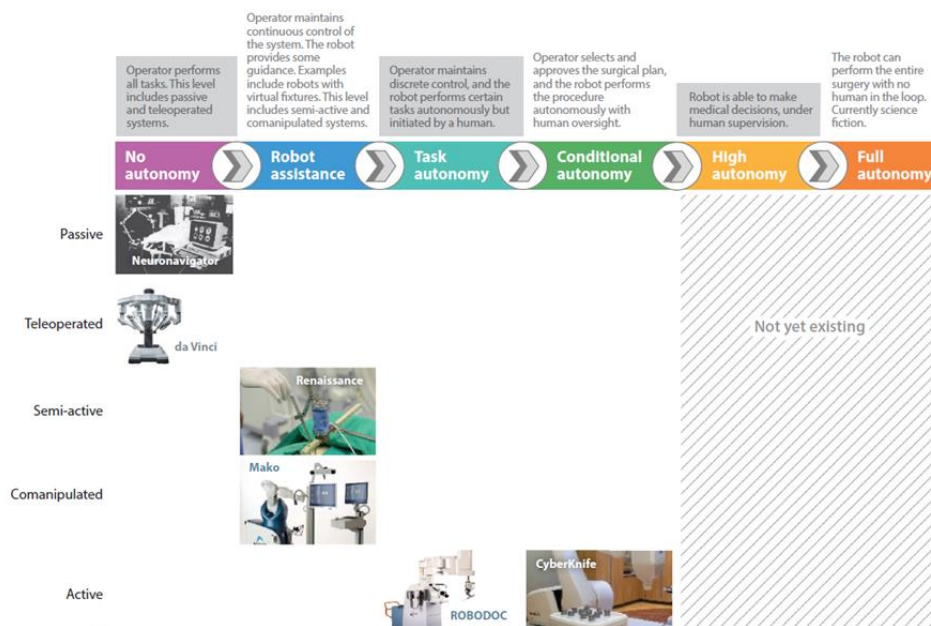 Operator performs
all tasks. This level
includes passive
and teleoperated
systems.
Operator maintains
continuous control of
the system. The robot
provides some
guidance. Examples
include robots with
virtual fixtures. This level
includes semi-active and
comanipulated systems.
Operator maintains
discrete control, and the
robot performs certain
tasks autonomously but
initiated by a human.
Operator selects and
approves the surgical plan,
and the robot performs
the procedure
autonomously with
human oversight.
Robot is able to make
medical decisions, under
human supervision.
The robot can
perform the entire
surgery with no
human in the loop.
Currently science
fiction.
No
autonomy
Robot
assistance
Task
autonomy
Conditional
autonomy
High
autonomy
Full
autonomy
Passive
Neuronavigator
Teleoperated
da Vinci
Not yet existing
Semi-active
Renaissance
Comanipulated
Mako
Active
ROBODOC
CyberKnife